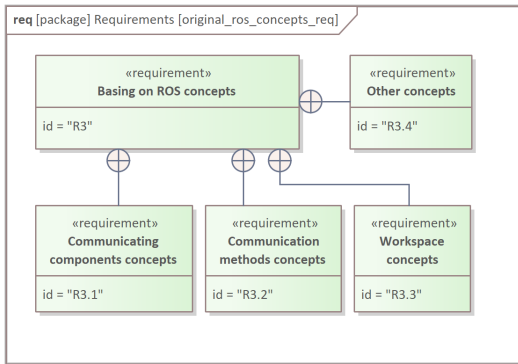 req [package] Requirements [original_ros_concepts_req]
«requirement»
Basing on ROS concepts
id = "R3"
«requirement»
Other concepts
id = "R3.4"
«requirement»
Communicating
components concepts
id = "R3.1"
«requirement»
Communication
methods concepts
id = "R3.2"
«requirement»
Workspace
concepts
id = "R3.3"